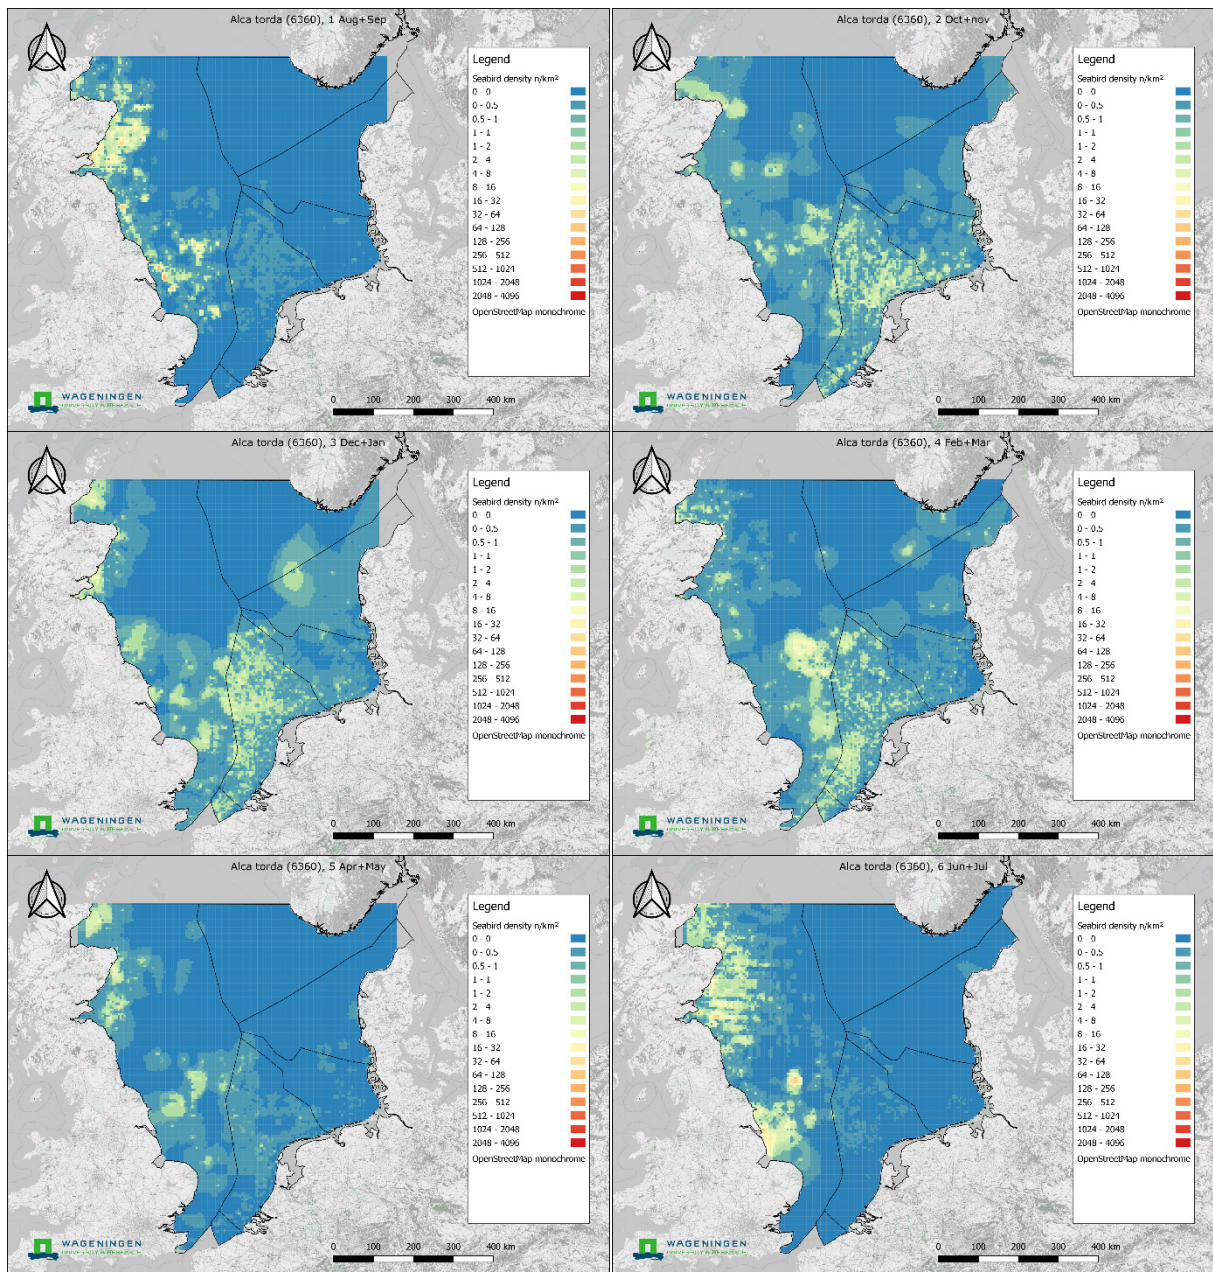 Alca torda (6360), 1 Aug+Sep
Legend
Seabird density n/km²
0 - 0
0 - 0.5
0.5 - 1
1 - 1
1 - 2
2 - 4
4 - 8
8 - 16
16 - 32
32 - 64
64 - 128
128 - 256
256 - 512
512 - 1024
1024 - 2048
2048 - 4096
OpenStreetMap monochrome
WAGENINGEN
UNIVERSITY & RESEARCH
0 100 200 300 400 km
Alca torda (6360), 2 Oct+nov
Legend
Seabird density n/km²
0 - 0
0 - 0.5
0.5 - 1
1 - 1
1 - 2
2 - 4
4 - 8
8 - 16
16 - 32
32 - 64
64 - 128
128 - 256
256 - 512
512 - 1024
1024 - 2048
2048 - 4096
OpenStreetMap monochrome
WAGENINGEN
UNIVERSITY & RESEARCH
0 100 200 300 400 km
Alca torda (6360), 3 Dec+Jan
Legend
Seabird density n/km²
0 - 0
0 - 0.5
0.5 - 1
1 - 1
1 - 2
2 - 4
4 - 8
8 - 16
16 - 32
32 - 64
64 - 128
128 - 256
256 - 512
512 - 1024
1024 - 2048
2048 - 4096
OpenStreetMap monochrome
WAGENINGEN
UNIVERSITY & RESEARCH
0 100 200 300 400 km
Alca torda (6360), 4 Feb+Mar
Legend
Seabird density n/km²
0 - 0
0 - 0.5
0.5 - 1
1 - 1
1 - 2
2 - 4
4 - 8
8 - 16
16 - 32
32 - 64
64 - 128
128 - 256
256 - 512
512 - 1024
1024 - 2048
2048 - 4096
OpenStreetMap monochrome
WAGENINGEN
UNIVERSITY & RESEARCH
0 100 200 300 400 km
Alca torda (6360), 5 Apr+May
Legend
Seabird density n/km²
0 - 0
0 - 0.5
0.5 - 1
1 - 1
1 - 2
2 - 4
4 - 8
8 - 16
16 - 32
32 - 64
64 - 128
128 - 256
256 - 512
512 - 1024
1024 - 2048
2048 - 4096
OpenStreetMap monochrome
WAGENINGEN
UNIVERSITY & RESEARCH
0 100 200 300 400 km
Alca torda (6360), 6 Jun+Jul
Legend
Seabird density n/km²
0 - 0
0 - 0.5
0.5 - 1
1 - 1
1 - 2
2 - 4
4 - 8
8 - 16
16 - 32
32 - 64
64 - 128
128 - 256
256 - 512
512 - 1024
1024 - 2048
2048 - 4096
OpenStreetMap monochrome
WAGENINGEN
UNIVERSITY & RESEARCH
0 100 200 300 400 km